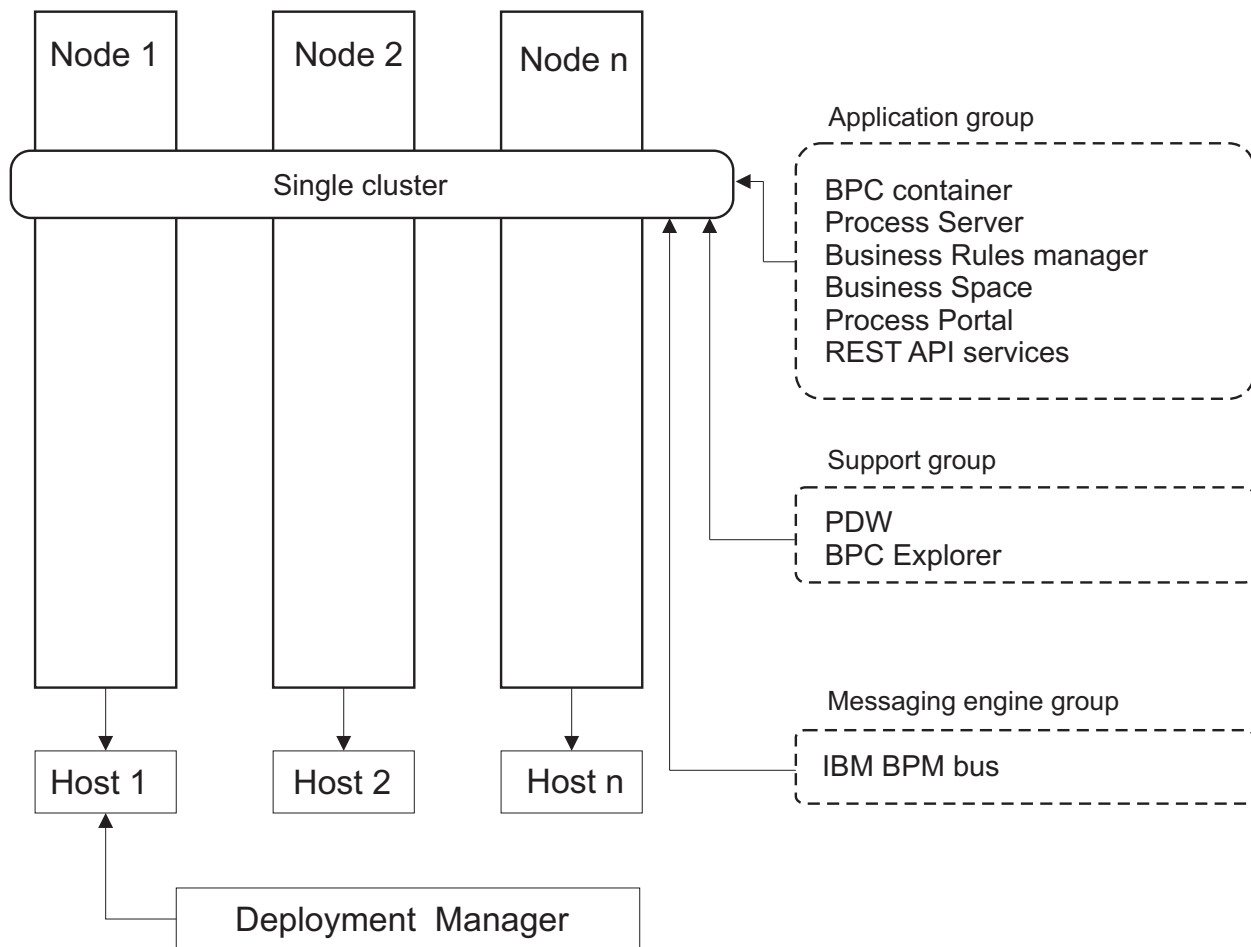 Node 1
Node 2
Node n
Single cluster
Application group
BPC container
Process Server
Business Rules manager
Business Space
Process Portal
REST API services
Support group
PDW
BPC Explorer
Messaging engine group
IBM BPM bus
Host 1
Host 2
Host n
Deployment Manager